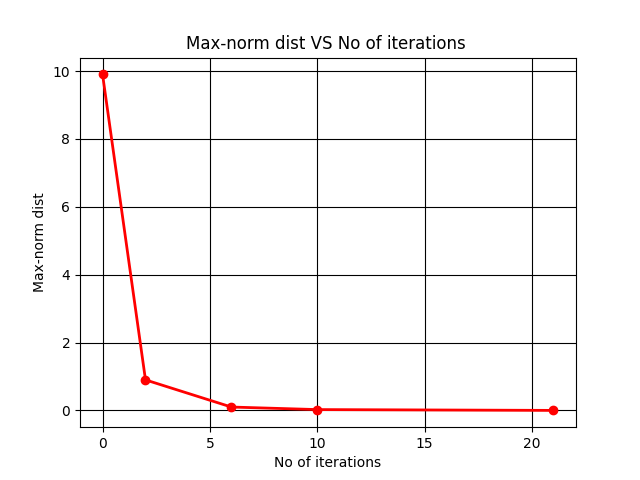 Max-norm dist VS No of iterations
10
8
6
4
2
0
Max-norm dist
0 5 10 15 20
No of iterations